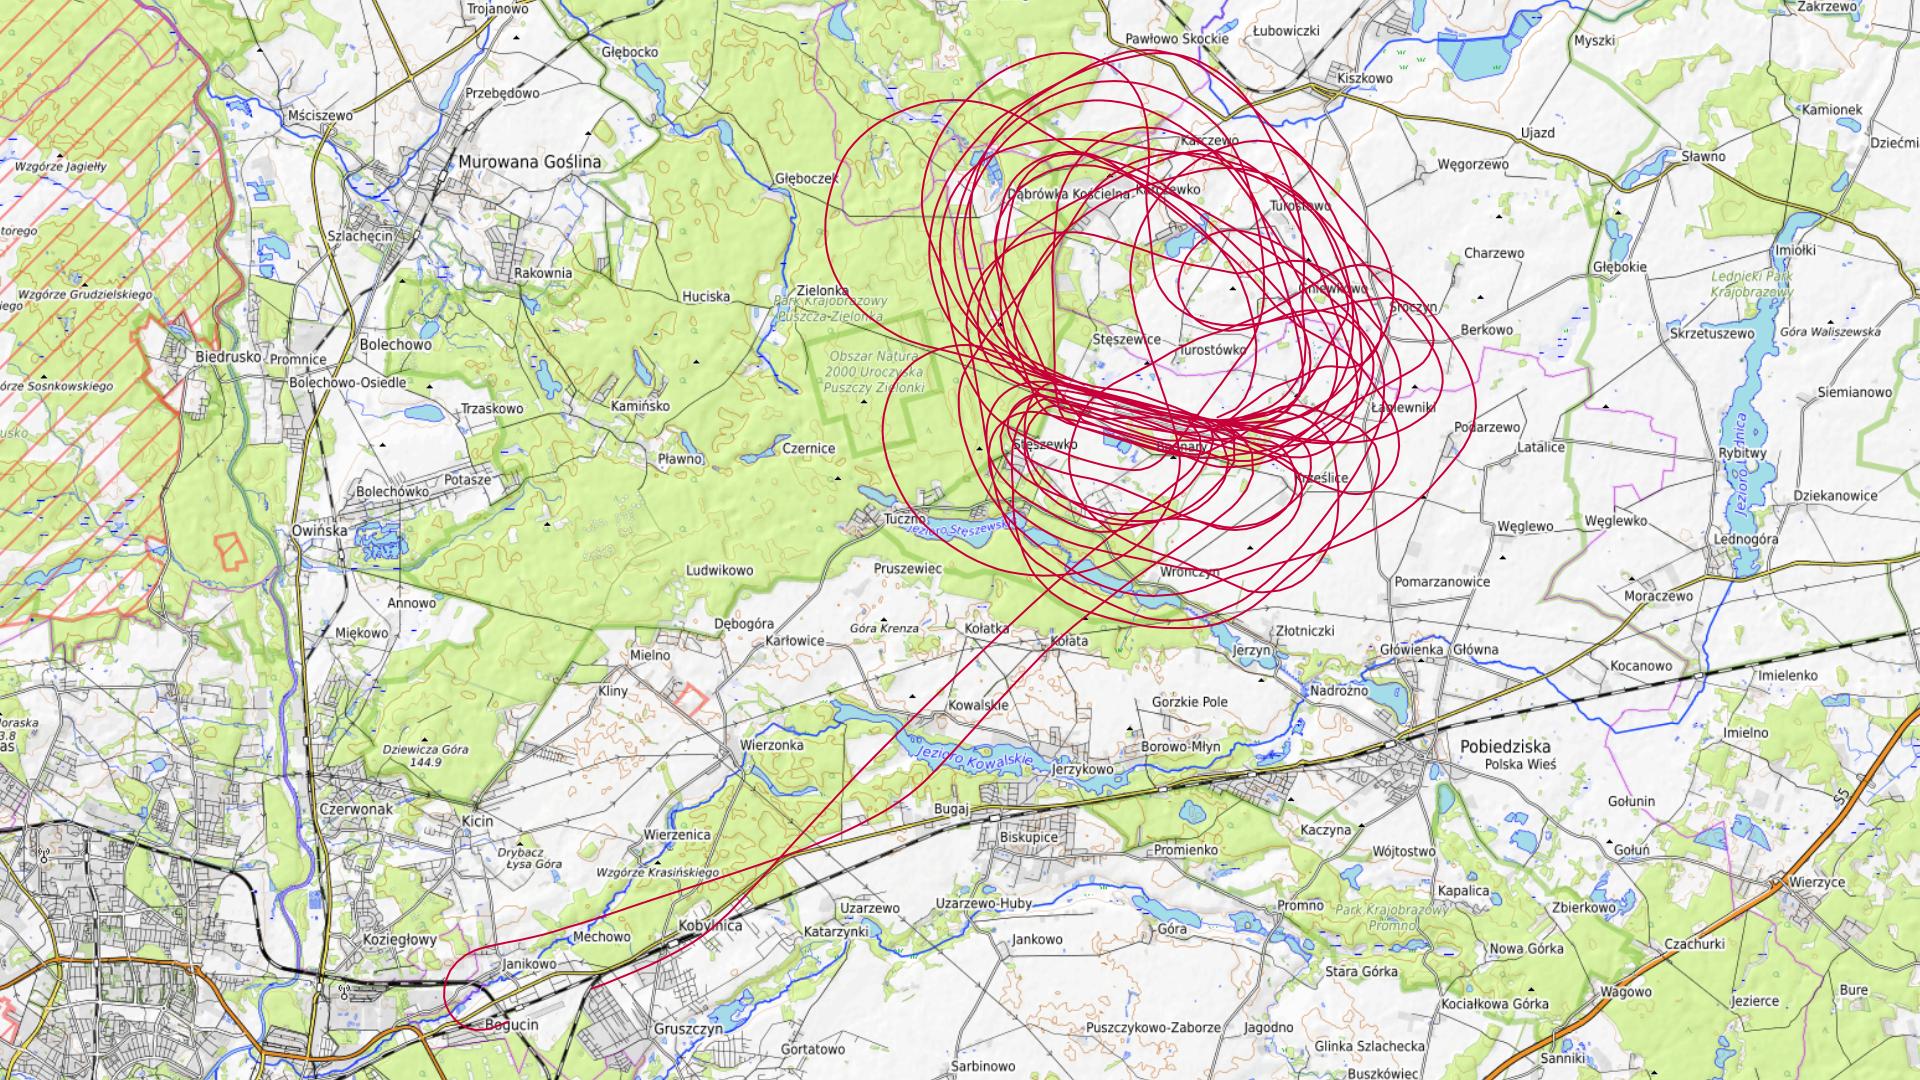 Trojanowo
Zakrzewo
Łubowiczki
Pawłowo Skockie
Myszki
Głębocko
Kiszkowo
Przebędowo
Kamionek
Mściszewo
Ujazd
Karczewo
Dziećmi
Sławno
Wzgórze Jagiełły
Murowana Goślina
Węgorzewo
Głęboczek
Dąbrówka Kościelna
Turostowo
torego
Szlachęcin
Imiołki
Charzewo
Głębokie
Rakownia
Lednicki Park
Krajobrazowy
Zielonka
Gniewkowo
Wzgórze Grudzielskiego
Huciska
Park Krajobrazowy
Puszcza Zielonka
Sroczyn
iego
Berkowo
Skrzetuszewo
Góra Waliszewska
Stęszewice
Turostówko
Bolechowo
Biedrusko
Promnice
Obszar Natura
2000 Uroczyska
Puszczy Zielonki
Bolechowo-Osiedle
órze Sosnkowskiego
Siemianowo
Trzaskowo
Kamińsko
Łagiewniki
Podarzewo
usko
Stęszewko
Czernice
Latalice
Rybitwy
Jezioro Lednica
Pławno
Potasze
Krześlice
Bolechówko
Dziekanowice
Tuczno
Jezioro Stęszewskie
Węglewo
Węglewko
Owińska
Lednogóra
Ludwikowo
Pruszewiec
Wronczyn
Pomarzanowice
Moraczewo
Annowo
Dębogóra
Góra Krenza
Kołatka
Złotniczki
Miękowo
Karłowice
Kołata
Jerzyn
Główienka
Główna
Mielno
Kocanowo
Imielenko
Kliny
Nadrożno
Kowalskie
Gorzkie Pole
oraska
3.8
as
Dziewicza Góra
144.9
Wierzonka
Borowo-Młyn
Pobiedziska
Imielno
Jezioro Kowalskie
Polska Wieś
Jerzykowo
S5
Czerwonak
Bugaj
Gołunin
Kicin
Wierzenica
Biskupice
Kaczyna
Drybacz
Łysa Góra
Promienko
Wójtostwo
Gołuń
Wzgórze Krasińskiego
Wierzyce
Kapalica
Uzarzewo
Uzarzewo-Huby
Promno
Park Krajobrazowy
Promno
Zbierkowo
Kobylnica
Katarzynki
Góra
Koziegłowy
Mechowo
Jankowo
Nowa Górka
Czachurki
Janikowo
Stara Górka
Bure
Wagowo
Kociałkowa Górka
Jezierce
Bogucin
Gruszczyn
Puszczykowo-Zaborze
Jagodno
Gortatowo
Glinka Szlachecka
Sanniki
Sarbinowo
Buszkówiec